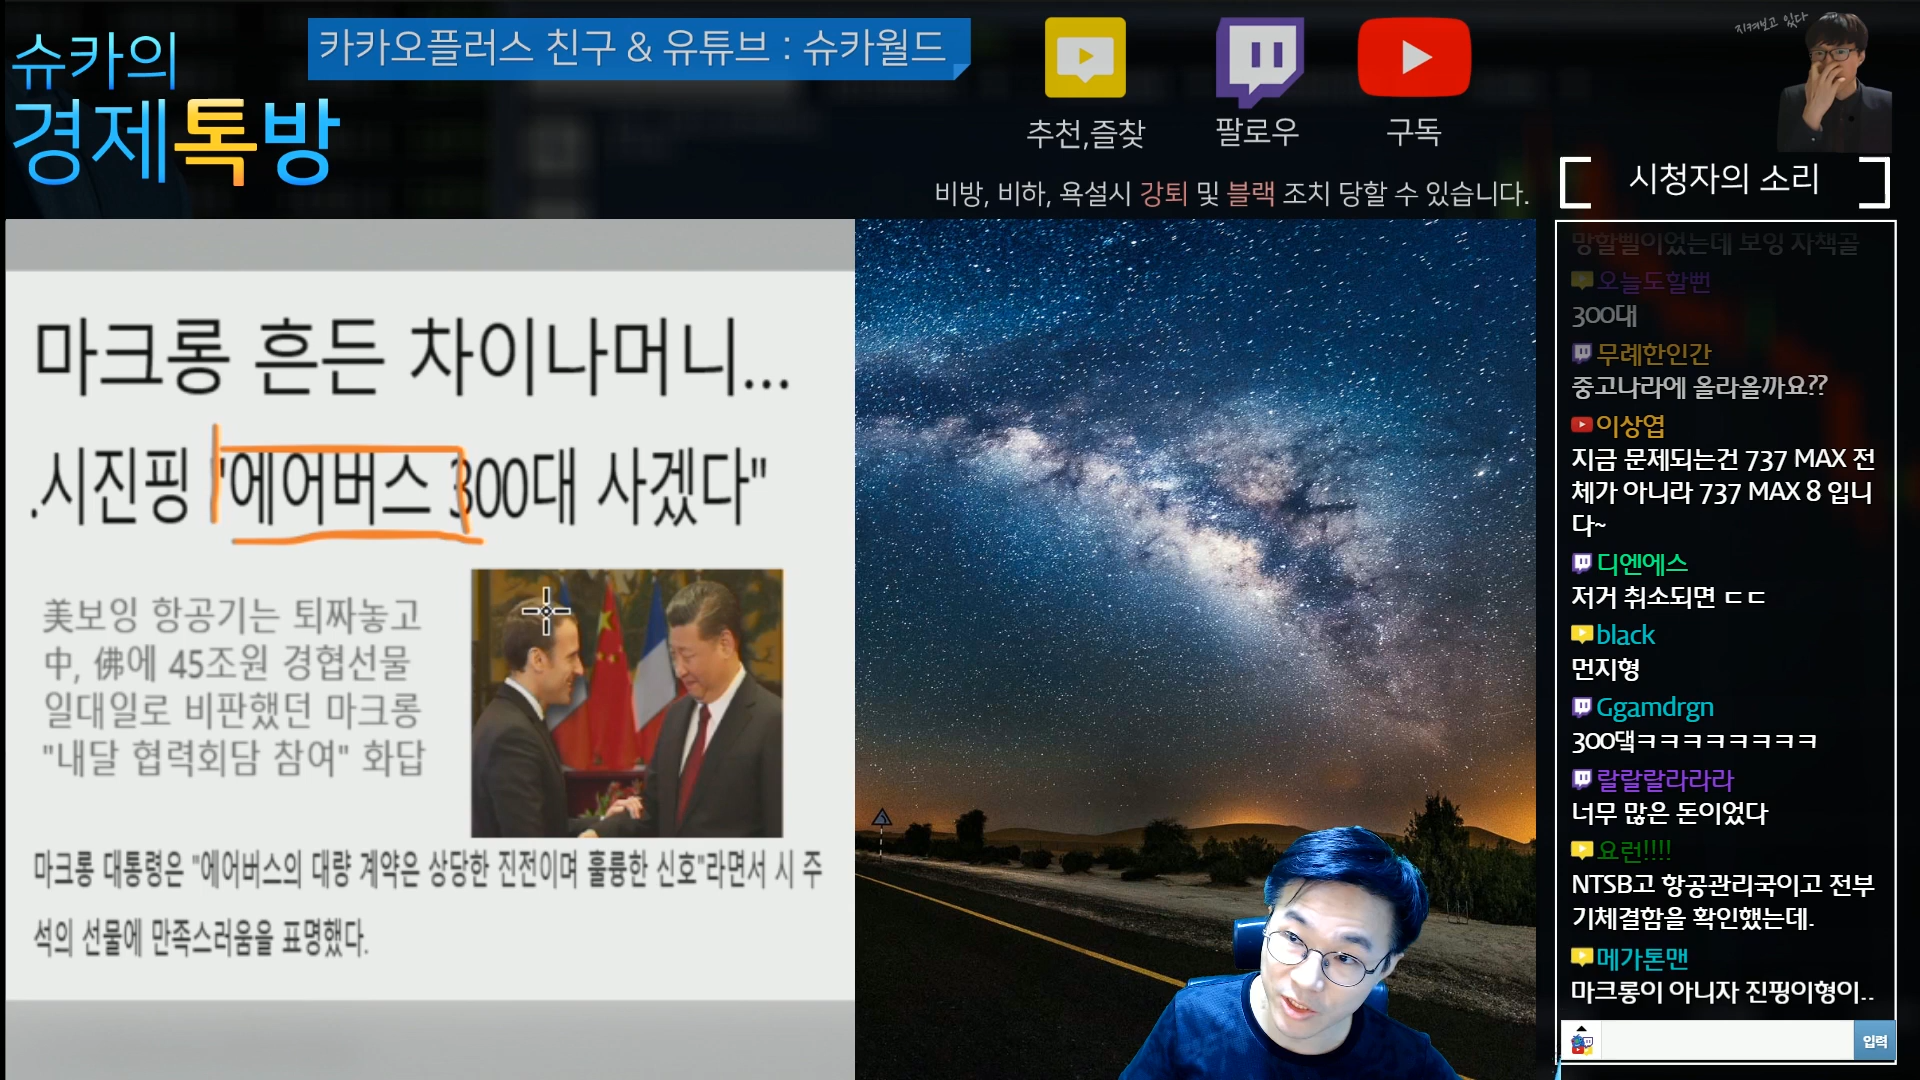 슈카의
경제톡방
카카오플러스 친구 & 유튜브 : 슈카월드
추천,즐찾
팔로우
구독
비방, 비하, 욕설시 강퇴 및 블랙 조치 당할 수 있습니다.
지켜보고 있다
시청자의 소리
마크롱 흔든 차이나머니...
.시진핑 "에어버스 300대 사겠다"
美보잉 항공기는 퇴짜놓고
中, 佛에 45조원 경협선물
일대일로 비판했던 마크롱
"내달 협력회담 참여" 화답
마크롱 대통령은 "에어버스의 대량 계약은 상당한 진전이며 훌륭한 신호"라면서 시 주
석의 선물에 만족스러움을 표명했다.
망할삘이었는데 보잉 자책골
오늘도할뻔
300대
무례한인간
중고나라에 올라올까요??
이상엽
지금 문제되는건 737 MAX 전
체가 아니라 737 MAX 8 입니
다~
디엔에스
저거 취소되면 ㄷㄷ
black
먼지형
Ggamdrgn
300댘ㅋㅋㅋㅋㅋㅋㅋㅋ
랄랄랄라라라
너무 많은 돈이었다
요런!!!!
NTSB고 항공관리국이고 전부
기체결함을 확인했는데.
메가톤맨
마크롱이 아니자 진핑이형이..
입력